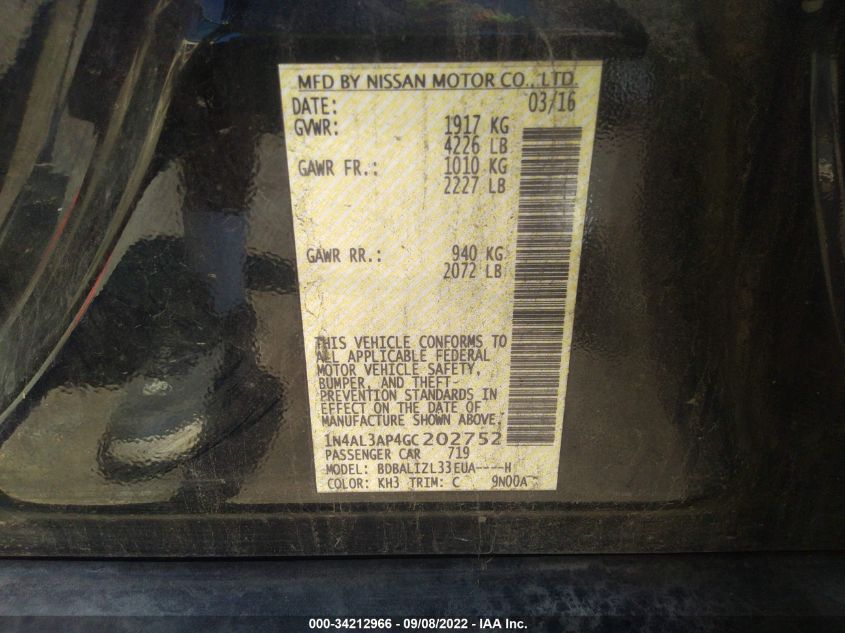 MFD BY NISSAN MOTOR CO., LTD.
DATE: 03/16
GVWR: 1917 KG
4226 LB
GAWR FR.: 1010 KG
2227 LB
GAWR RR.: 940 KG
2072 LB
THIS VEHICLE CONFORMS TO
ALL APPLICABLE FEDERAL
MOTOR VEHICLE SAFETY,
BUMPER, AND THEFT-
PREVENTION STANDARDS IN
EFFECT ON THE DATE OF
MANUFACTURE SHOWN ABOVE.
1N4AL3AP4GC202752
PASSENGER CAR 719
MODEL: BDBALIZL33EUA----H
COLOR: KH3 TRIM: C 9N00A
000-34212966 - 09/08/2022 - IAA Inc.